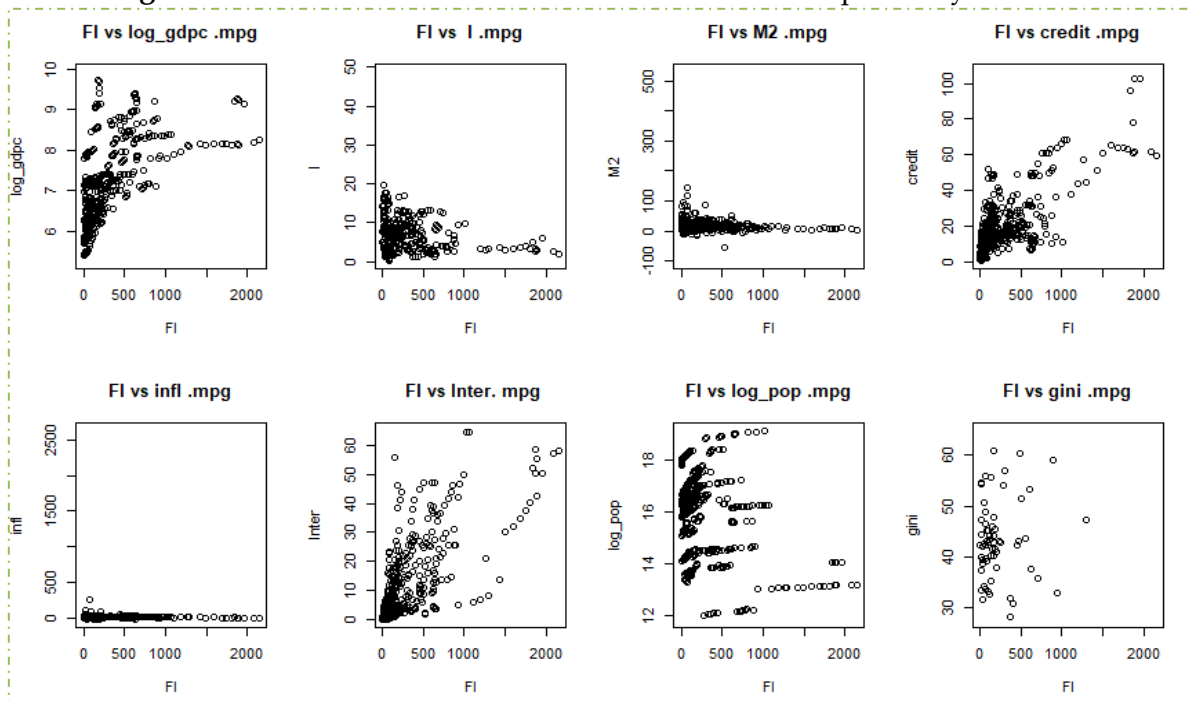 FI vs log_gdpc .mpg
FI vs I .mpg
FI vs M2 .mpg
FI vs credit .mpg
log_gdpc
10
9
8
7
6
0 500 1000 2000
FI
I
50
40
30
20
10
0
0 500 1000 2000
FI
M2
500
300
100
-100
0 500 1000 2000
FI
credit
100
80
60
40
20
0
0 500 1000 2000
FI
FI vs infl .mpg
FI vs Inter. mpg
FI vs log_pop .mpg
FI vs gini .mpg
infl
2500
1500
500
0
0 500 1000 2000
FI
Inter
60
50
40
30
20
10
0
0 500 1000 2000
FI
log_pop
18
16
14
12
0 500 1000 2000
FI
gini
60
50
40
30
0 500 1000 2000
FI